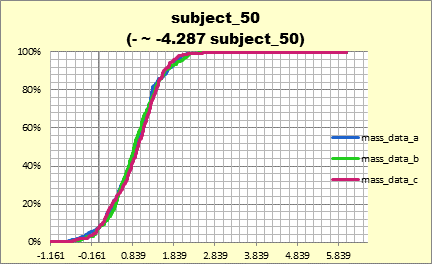 subject_50
(- ~ -4.287 subject_50)
100%
80%
60%
40%
20%
0%
-1.161 -0.161 0.839 1.839 2.839 3.839 4.839 5.839
mass_data_a
mass_data_b
mass_data_c